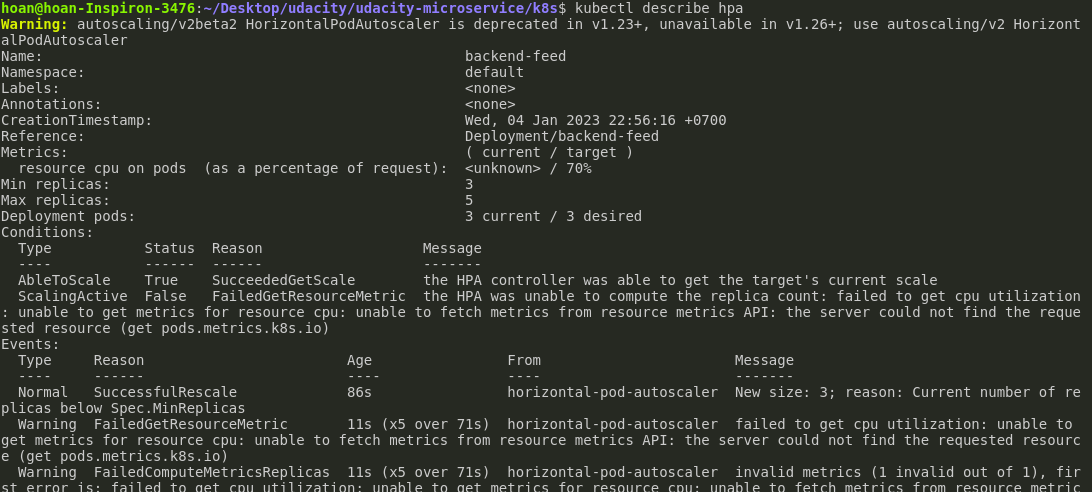 hoan@hoan-Inspiron-3476:~/Desktop/udacity/udacity-microservice/k8s$ kubectl describe hpa
Warning: autoscaling/v2beta2 HorizontalPodAutoscaler is deprecated in v1.23+, unavailable in v1.26+; use autoscaling/v2 Horizont
alPodAutoscaler
Name: backend-feed
Namespace: default
Labels: <none>
Annotations: <none>
CreationTimestamp: Wed, 04 Jan 2023 22:56:16 +0700
Reference: Deployment/backend-feed
Metrics: ( current / target )
resource cpu on pods (as a percentage of request): <unknown> / 70%
Min replicas: 3
Max replicas: 5
Deployment pods: 3 current / 3 desired
Conditions:
Type Status Reason Message
---- ------ ------ -------
AbleToScale True SucceededGetScale the HPA controller was able to get the target's current scale
ScalingActive False FailedGetResourceMetric the HPA was unable to compute the replica count: failed to get cpu utilization
: unable to get metrics for resource cpu: unable to fetch metrics from resource metrics API: the server could not find the reque
sted resource (get pods.metrics.k8s.io)
Events:
Type Reason Age From Message
---- ------ ---- ---- -------
Normal SuccessfulRescale 86s horizontal-pod-autoscaler New size: 3; reason: Current number of re
plicas below Spec.MinReplicas
Warning FailedGetResourceMetric 11s (x5 over 71s) horizontal-pod-autoscaler failed to get cpu utilization: unable to
get metrics for resource cpu: unable to fetch metrics from resource metrics API: the server could not find the requested resourc
e (get pods.metrics.k8s.io)
Warning FailedComputeMetricsReplicas 11s (x5 over 71s) horizontal-pod-autoscaler invalid metrics (1 invalid out of 1), fir
st error is: failed to get cpu utilization: unable to get metrics for resource cpu: unable to fetch metrics from resource metric